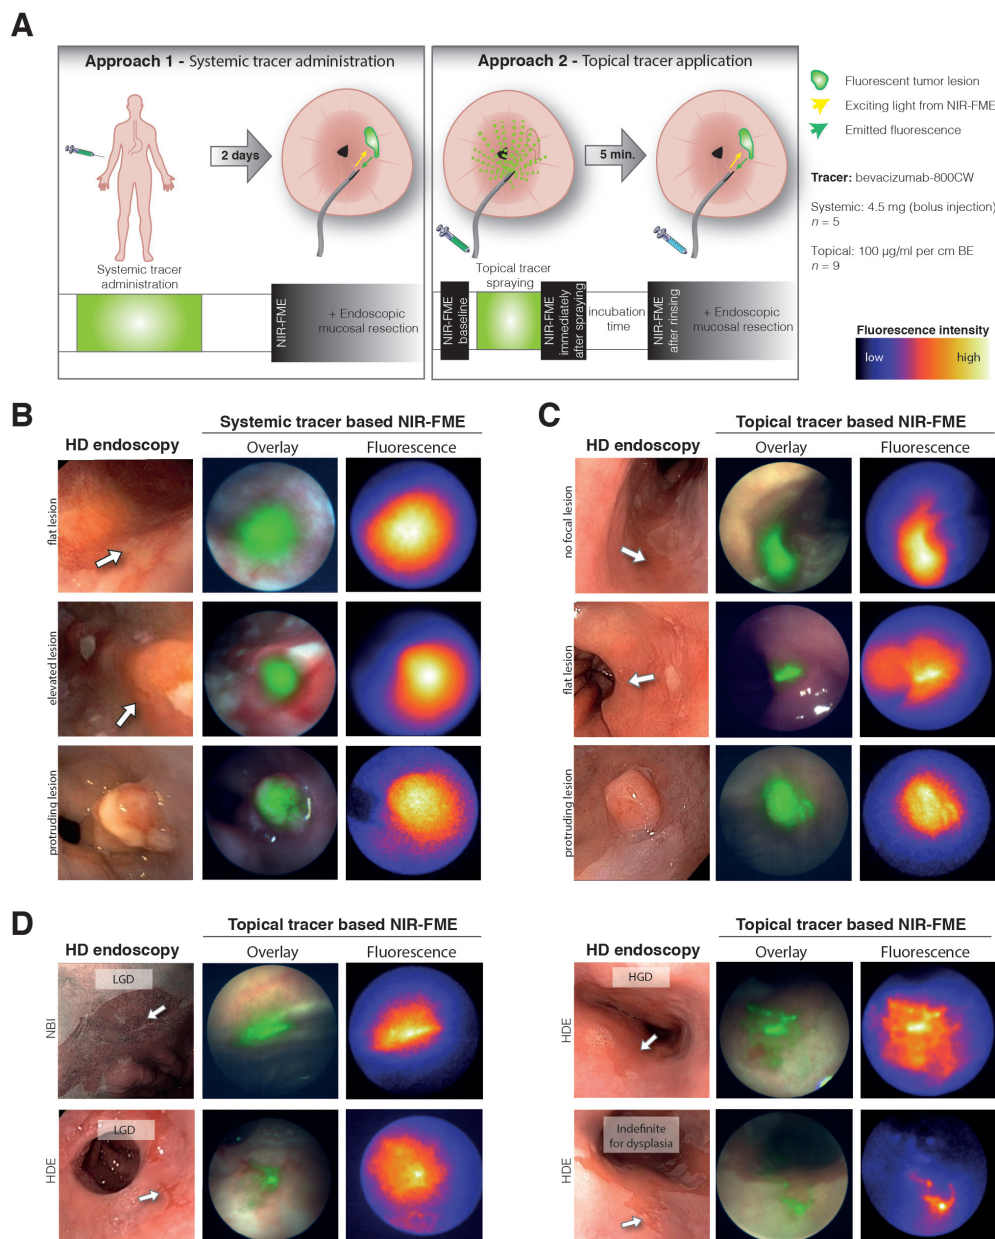 A
Approach 1 - Systemic tracer administration
2 days
Systemic tracer
administration
NIR-FME
+ Endoscopic
mucosal resection
Approach 2 - Topical tracer application
5 min.
Topical tracer
spraying
NIR-FME
baseline
NIR-FME
immediately
after spraying
incubation
time
NIR-FME
after rinsing
+ Endoscopic
mucosal resection
Fluorescent tumor lesion
Exciting light from NIR-FME
Emitted fluorescence
Tracer: bevacizumab-800CW
Systemic: 4.5 mg (bolus injection)
n = 5
Topical: 100 µg/ml per cm BE
n = 9
Fluorescence intensity
low
high
B
Systemic tracer based NIR-FME
HD endoscopy
Overlay
Fluorescence
flat lesion
elevated lesion
protruding lesion
C
Topical tracer based NIR-FME
HD endoscopy
Overlay
Fluorescence
no focal lesion
flat lesion
protruding lesion
D
Topical tracer based NIR-FME
HD endoscopy
Overlay
Fluorescence
NBI
LGD
HDE
LGD
Topical tracer based NIR-FME
HD endoscopy
Overlay
Fluorescence
HDE
HGD
HDE
Indefinite
for dysplasia